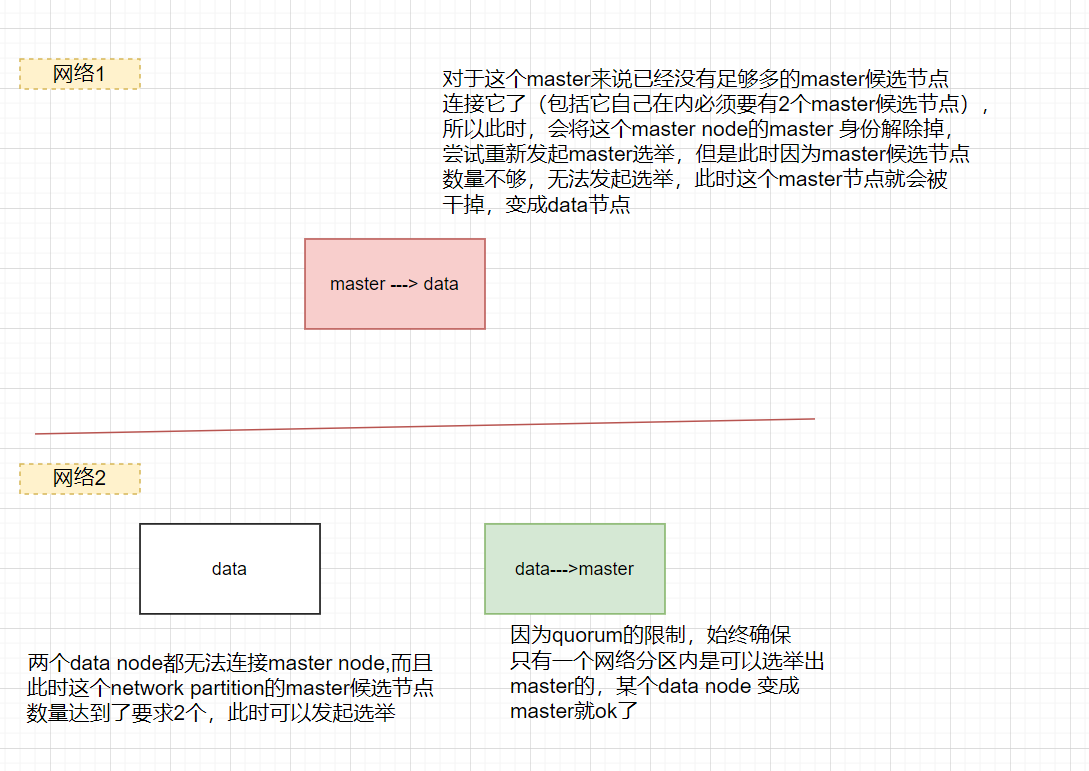 网络1
对于这个master来说已经没有足够多的master候选节点
连接它了（包括它自己在内必须要有2个master候选节点），
所以此时，会将这个master node的master 身份解除掉，
尝试重新发起master选举，但是此时因为master候选节点
数量不够，无法发起选举，此时这个master节点就会被
干掉，变成data节点
master ---> data
网络2
data
data--->master
两个data node都无法连接master node,而且
此时这个network partition的master候选节点
数量达到了要求2个，此时可以发起选举
因为quorum的限制，始终确保
只有一个网络分区内是可以选举出
master的，某个data node 变成
master就ok了